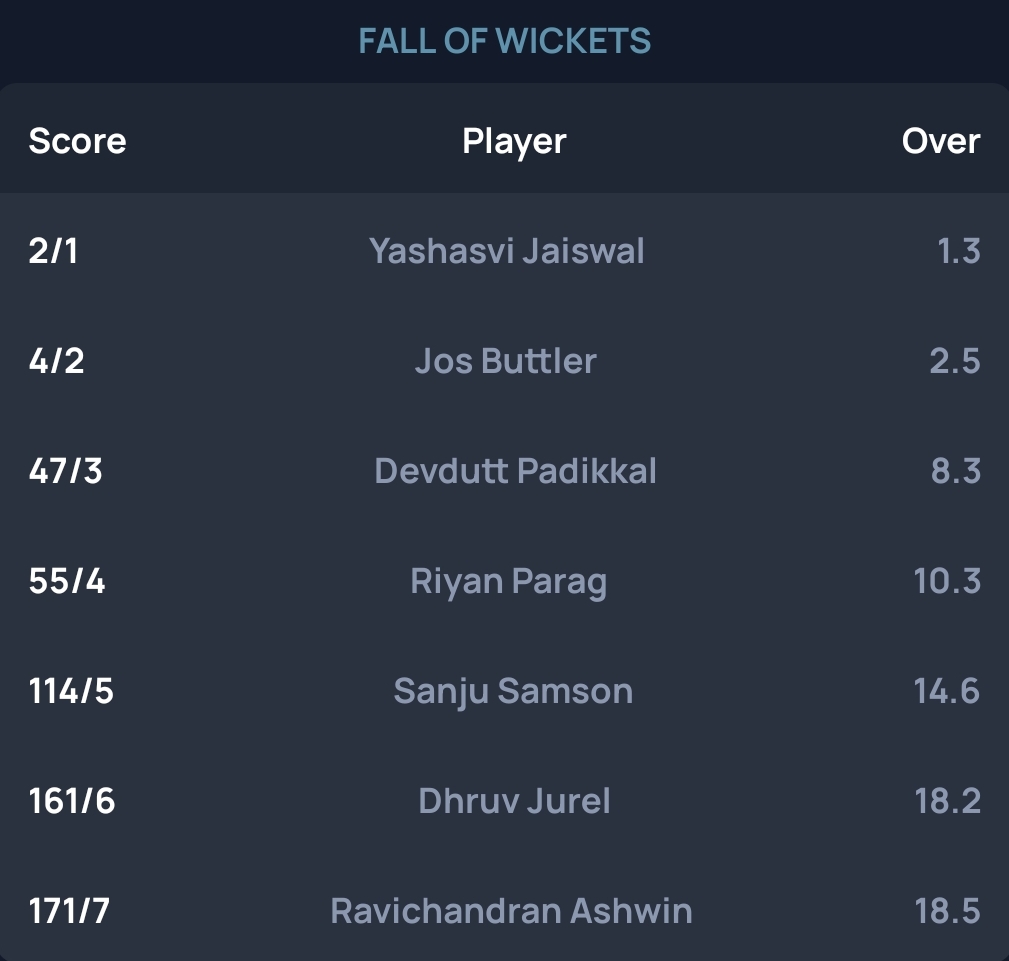 FALL OF WICKETS
Score Player Over
2/1 Yashasvi Jaiswal 1.3
4/2 Jos Buttler 2.5
47/3 Devdutt Padikkal 8.3
55/4 Riyan Parag 10.3
114/5 Sanju Samson 14.6
161/6 Dhruv Jurel 18.2
171/7 Ravichandran Ashwin 18.5